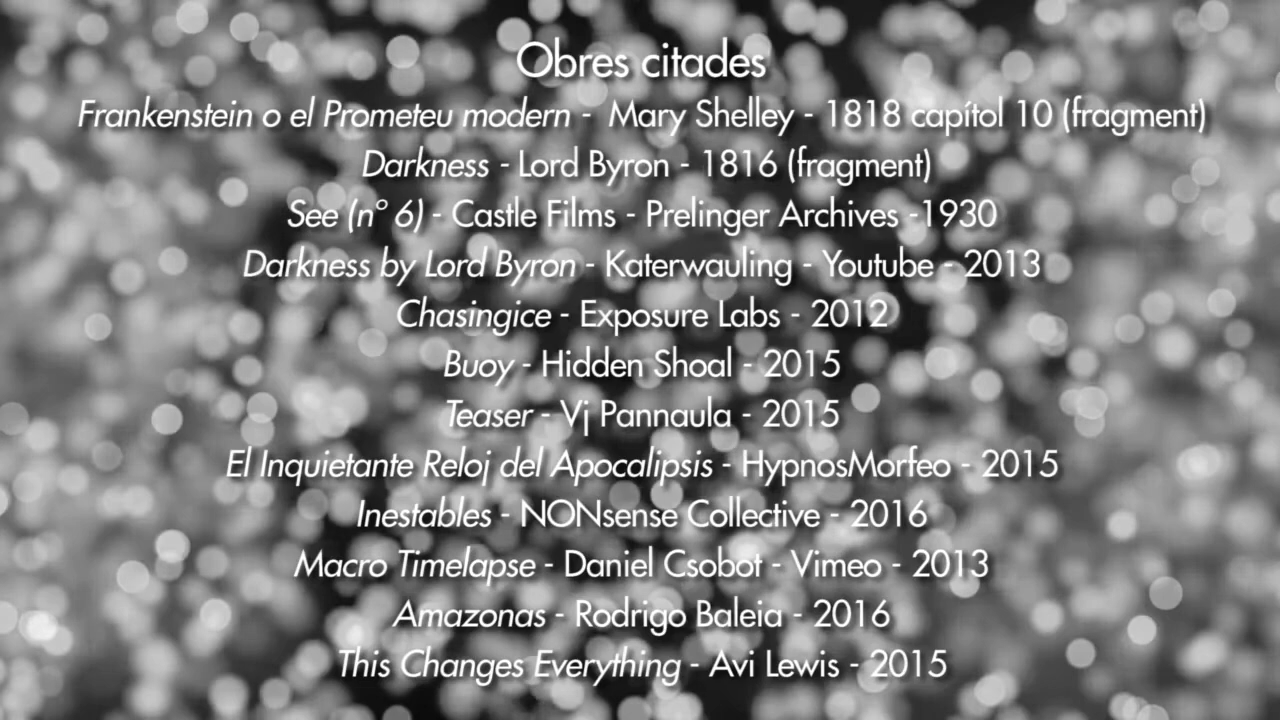 Obres citades
Frankenstein o el Prometeu modern - Mary Shelley - 1818 capítol 10 (fragment)
Darkness - Lord Byron - 1816 (fragment)
See (nº 6) - Castle Films - Prelinger Archives -1930
Darkness by Lord Byron - Katerwauling - Youtube - 2013
Chasingice - Exposure Labs - 2012
Buoy - Hidden Shoal - 2015
Teaser - Vj Pannaula - 2015
El Inquietante Reloj del Apocalipsis - HypnosMorfeo - 2015
Inestables - NONsense Collective - 2016
Macro Timelapse - Daniel Csobot - Vimeo - 2013
Amazonas - Rodrigo Baleia - 2016
This Changes Everything - Avi Lewis - 2015